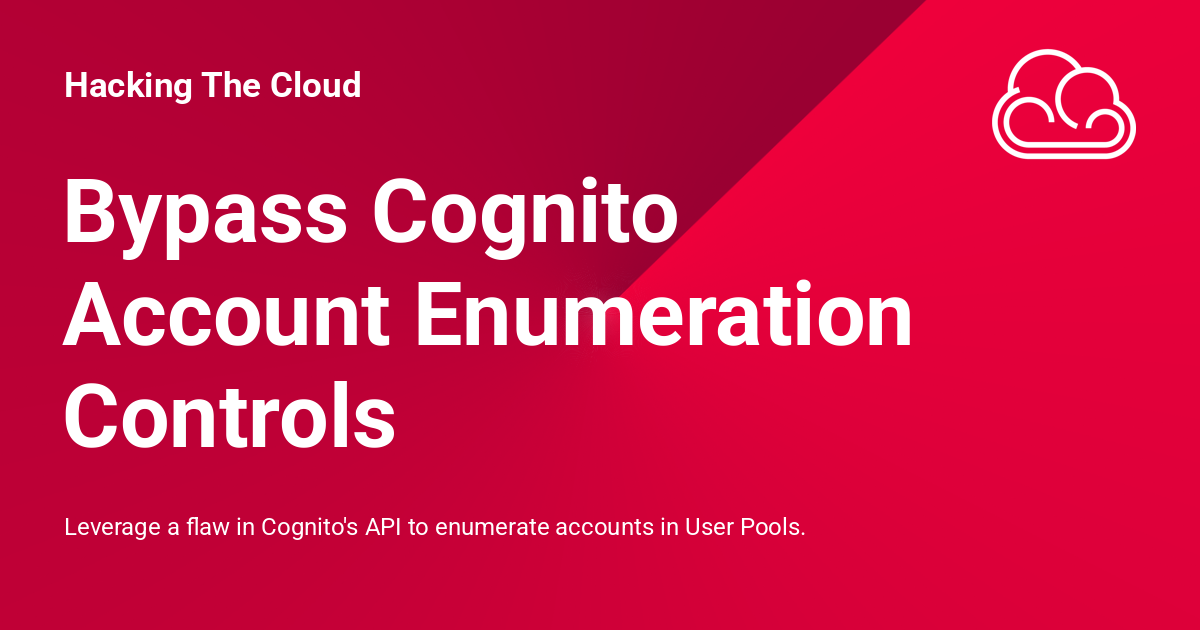 Hacking The Cloud
Bypass Cognito
Account Enumeration
Controls
Leverage a flaw in Cognito's API to enumerate accounts in User Pools.